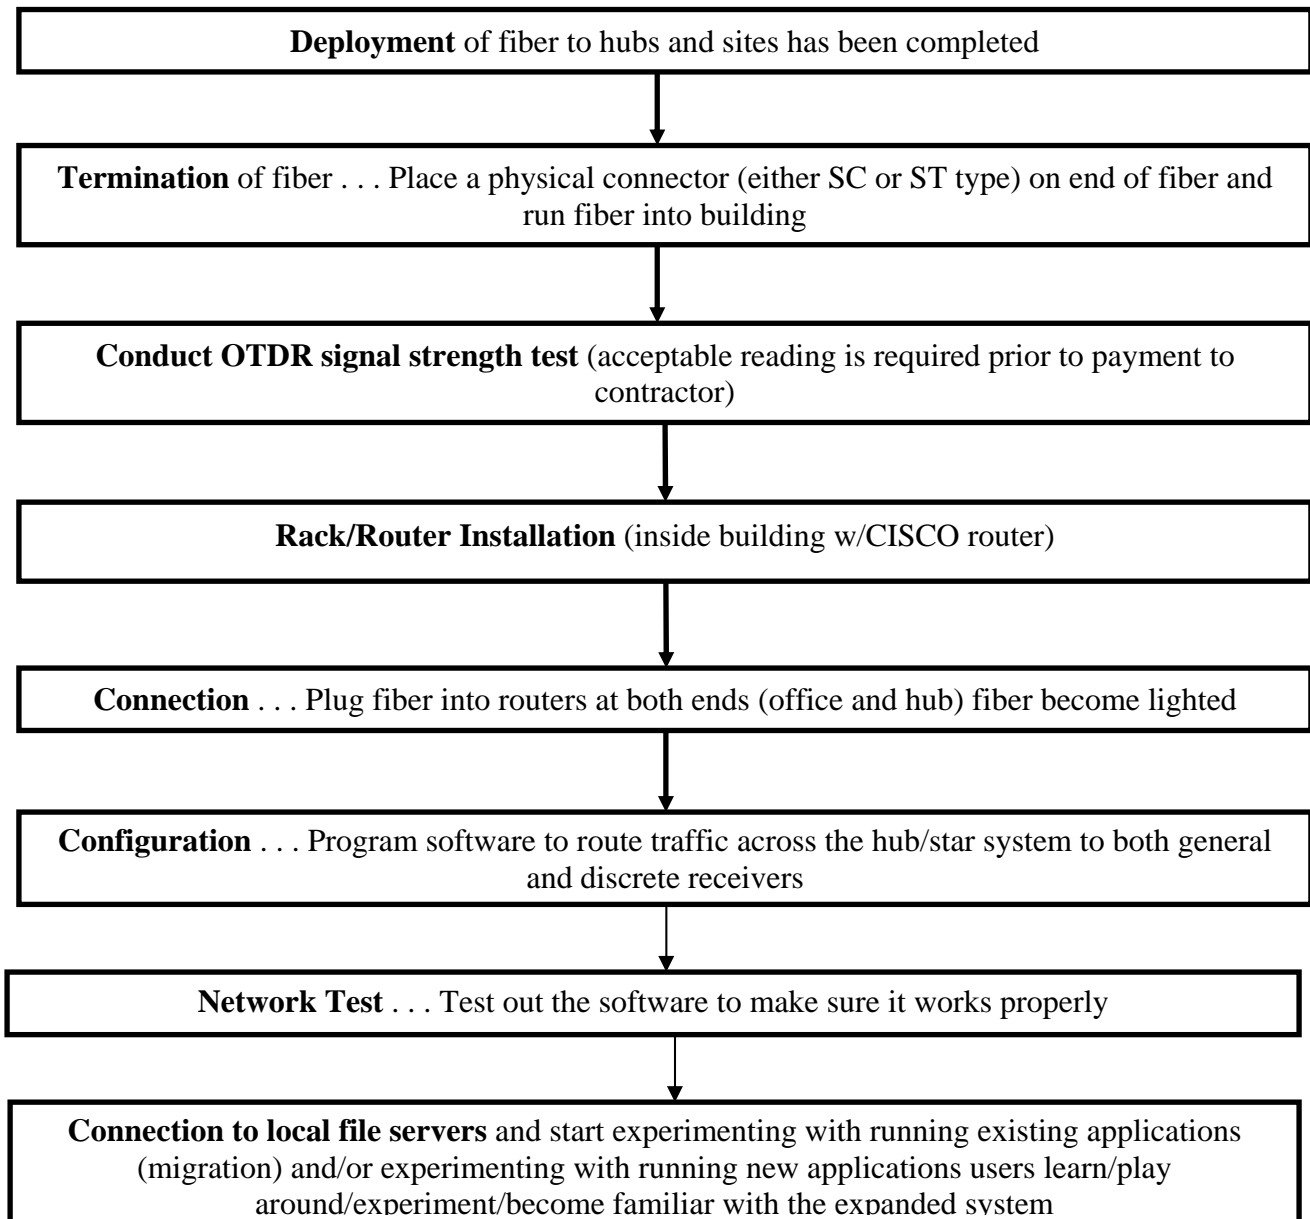 Deployment of fiber to hubs and sites has been completed
Termination of fiber . . . Place a physical connector (either SC or ST type) on end of fiber and
run fiber into building
Conduct OTDR signal strength test (acceptable reading is required prior to payment to
contractor)
Rack/Router Installation (inside building w/CISCO router)
Connection . . . Plug fiber into routers at both ends (office and hub) fiber become lighted
Configuration . . . Program software to route traffic across the hub/star system to both general
and discrete receivers
Network Test . . . Test out the software to make sure it works properly
Connection to local file servers and start experimenting with running existing applications
(migration) and/or experimenting with running new applications users learn/play
around/experiment/become familiar with the expanded system